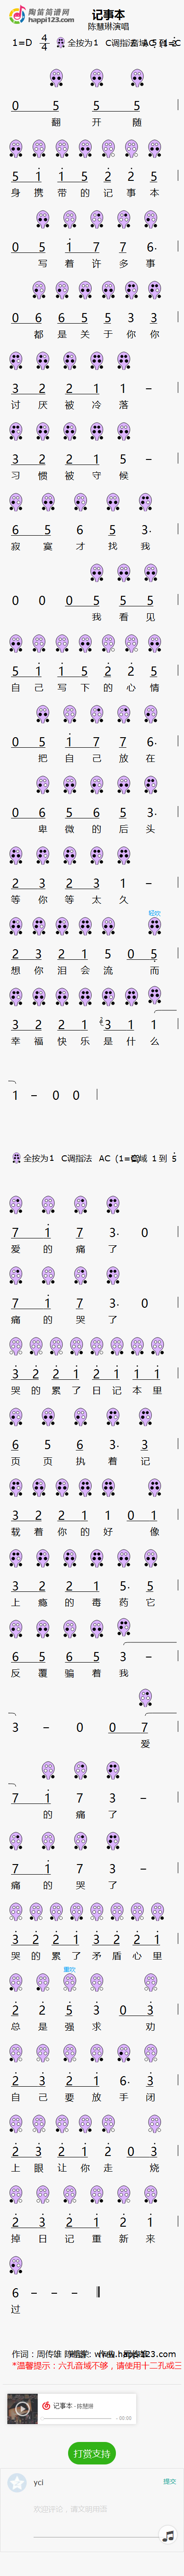 陶笛简谱网
happi123.com
记事本
陈慧琳演唱
1=D 4/4 全按为1 C调指法
0 5 5 5
翻 开 随
5 1 1 5 2 2 5
身 携 带 的 记 事 本
0 5 1 7 7 6·
写 着 许 多 事
0 6 6 5 5 3 3
都 是 关 于 你 你
3 2 2 1 1 –
讨 厌 被 冷 落
3 2 2 1 5 –
习 惯 被 守 候
6 5 6 5 3·
寂 寞 才 找 我
0 0 0 5 5 5
我 看 见
5 1 1 5 2 2 5
自 己 写 下 的 心 情
0 5 1 7 7 6·
把 自 己 放 在
0 6 5 6 5 3·
卑 微 的 后 头
2 3 2 3 1 –
等 你 等 太 久
轻吹
2 3 2 1 5 0 5
想 你 泪 会 流 而
3 2 2 1 3 1 1
幸 福 快 乐 是 什 么
1 – 0 0
全按为1 C调指法 AC (1=C) 音域 1 到 5
7 1 7 3· 0
爱 的 痛 了
7 1 7 3· 0
痛 的 哭 了
3 2 2 1 2 1 1 1
哭 的 累 了 日 记 本 里
6 5 6 3· 3
页 页 执 着 记
3 2 2 1 1 0 1
载 着 你 的 好 像
3 2 2 1 5· 5
上 瘾 的 毒 药 它
6 5 6 5 3 –
反 覆 骗 着 我
3 – 0 0 7
爱
7 1 7 3 –
的 痛 了
7 1 7 3 –
痛 的 哭 了
3 2 2 1 3 2 2 1
哭 的 累 了 矛 盾 心 里
重吹
2 2 5 3 0 3
总 是 强 求 劝
2 3 2 1 6· 3
自 己 要 放 手 闭
2 3 2 1 2 0 3
上 眼 让 你 走 烧
2 3 2 1 2 1
掉 日 记 重 新 来
6 – – –
过
作词：周传雄
www.happi123.com
*温馨提示：六孔音域不够，请使用十二孔或三
记事本 - 陈慧琳
- 00:00
打赏支持
yci
提交
欢迎评论，请文明用语